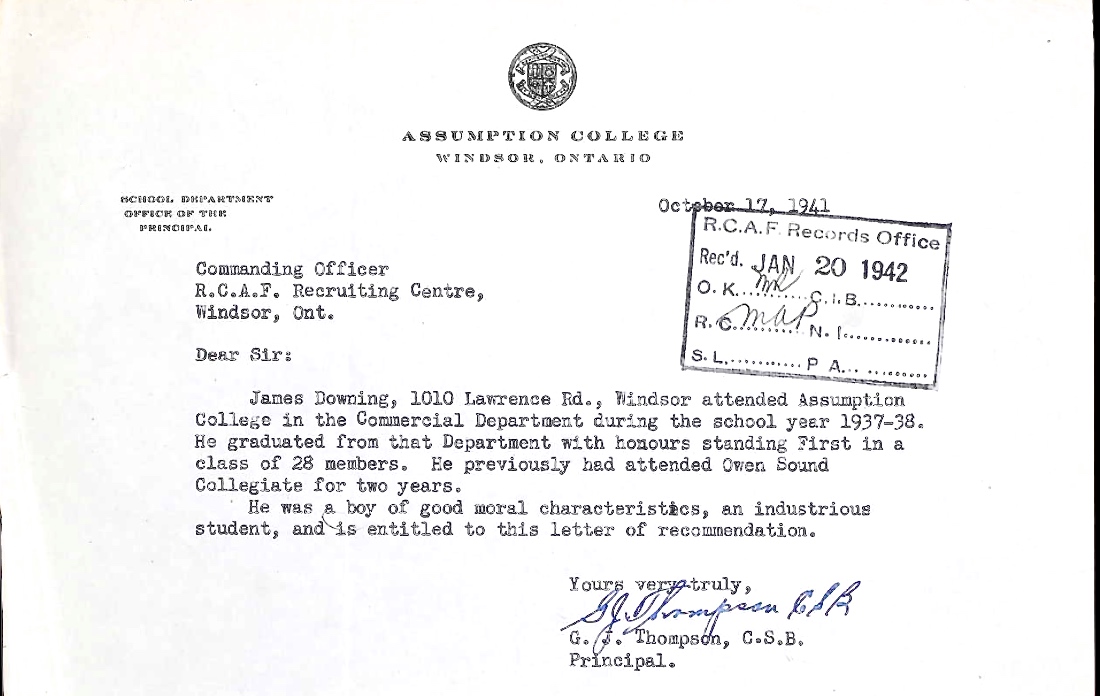 ASSUMPTION COLLEGE
WINDSOR, ONTARIO
SCHOOL DEPARTMENT
OFFICE OF THE
PRINCIPAL
October 17, 1941
R.C.A.F. Records Office
Rec'd. JAN 20 1942
O. K............ C. I. B............
R. C. MAP N. I.............
S. L............ P A... .........
Commanding Officer
R.C.A.F. Recruiting Centre,
Windsor, Ont.
Dear Sir:
James Downing, 1010 Lawrence Rd., Windsor attended Assumption
College in the Commercial Department during the school year 1937-38.
He graduated from that Department with honours standing First in a
class of 28 members. He previously had attended Owen Sound
Collegiate for two years.
He was a boy of good moral characteristics, an industrious
student, and is entitled to this letter of recommendation.
Yours very truly,
G J Thompson CSB
G. J. Thompson, C.S.B.
Principal.